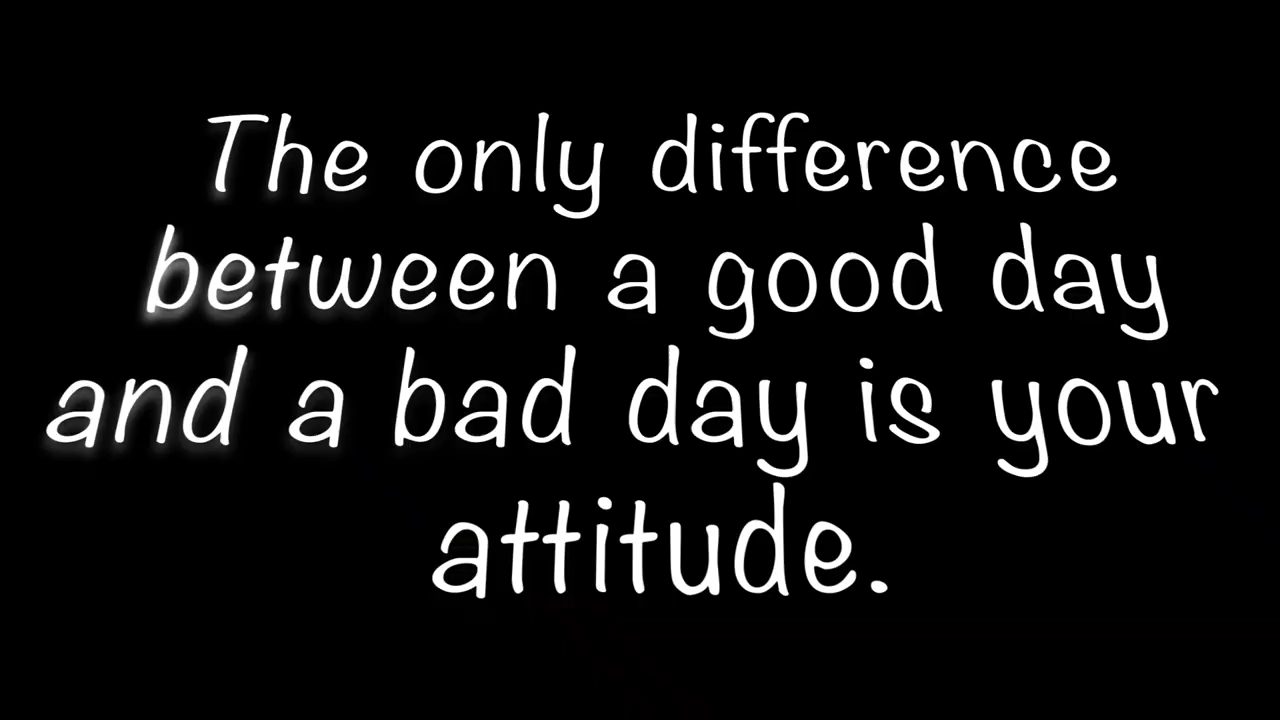 The only difference
between a good day
and a bad day is your
attitude.